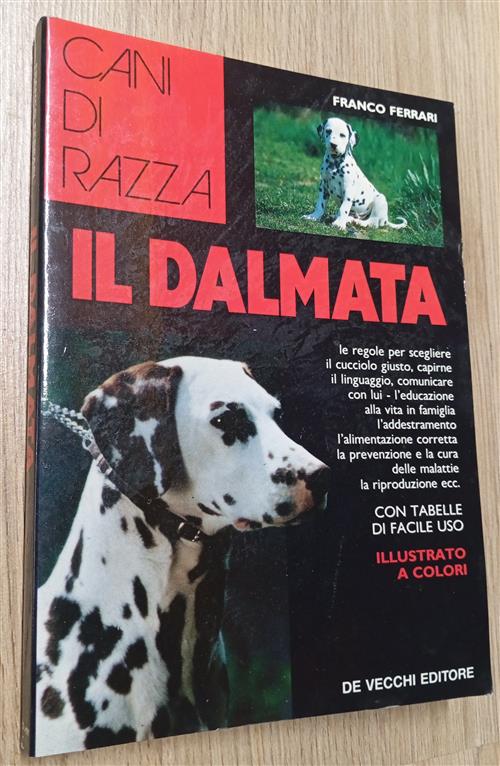 CANI
DI
RAZZA
FRANCO FERRARI
IL DALMATA
le regole per scegliere
il cucciolo giusto, capirne
il linguaggio, comunicare
con lui - l'educazione
alla vita in famiglia
l'addestramento
l'alimentazione corretta
la prevenzione e la cura
delle malattie
la riproduzione ecc.
CON TABELLE
DI FACILE USO
ILLUSTRATO
A COLORI
DE VECCHI EDITORE
IL DALMATA